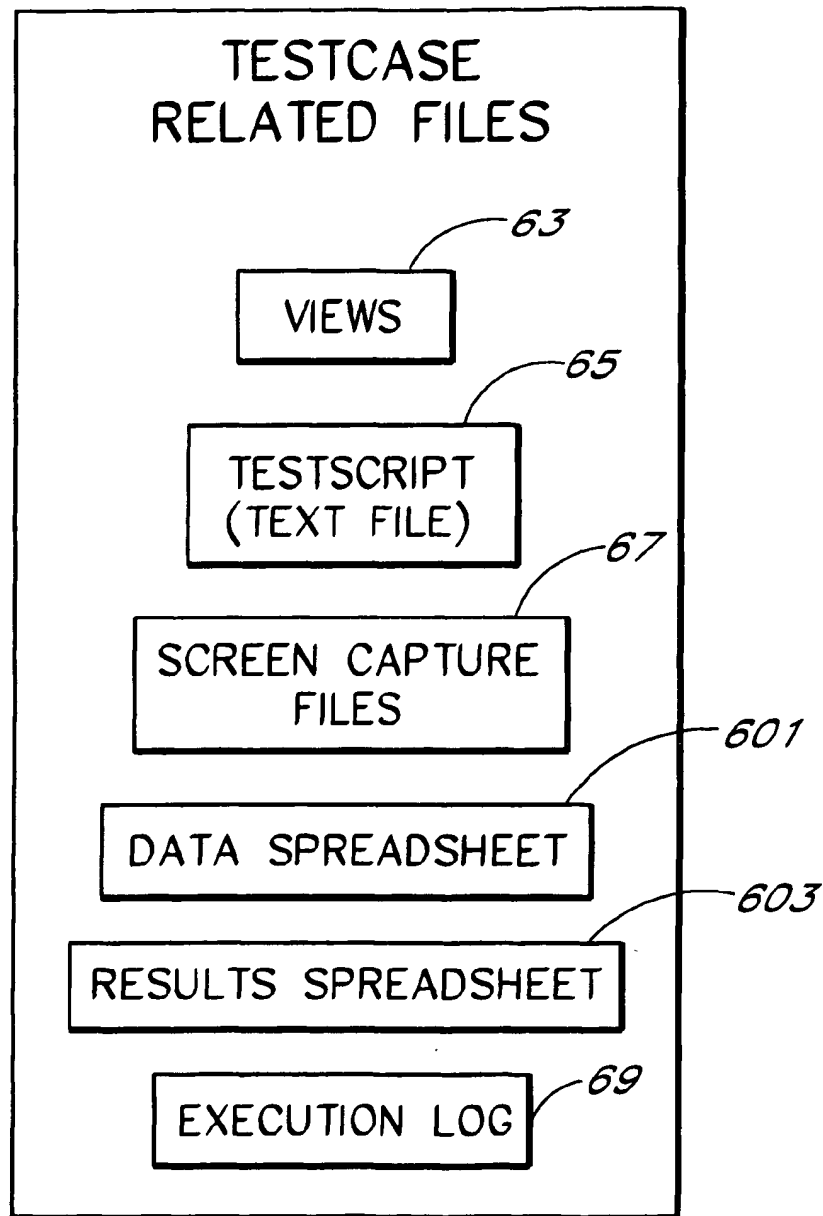 TESTCASE
RELATED FILES
63
VIEWS
65
TESTSCRIPT
(TEXT FILE)
67
SCREEN CAPTURE
FILES
601
DATA SPREADSHEET
603
RESULTS SPREADSHEET
69
EXECUTION LOG